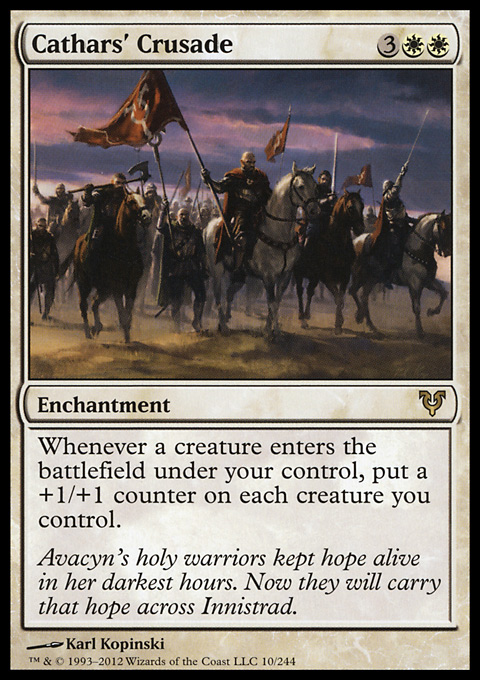 Cathars' Crusade 3
Enchantment
Whenever a creature enters the
battlefield under your control, put a
+1/+1 counter on each creature you
control.
Avacyn's holy warriors kept hope alive
in her darkest hours. Now they will carry
that hope across Innistrad.
Karl Kopinski
™ & © 1993–2012 Wizards of the Coast LLC 10/244